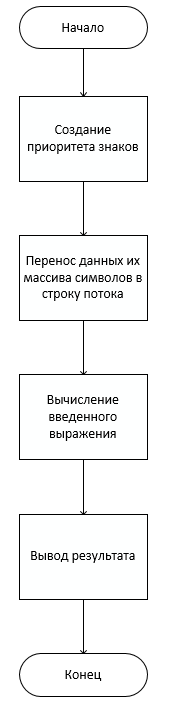 Начало
Создание
приоритета знаков
Перенос данных их
массива символов в
строку потока
Вычисление
введенного
выражения
Вывод результата
Конец